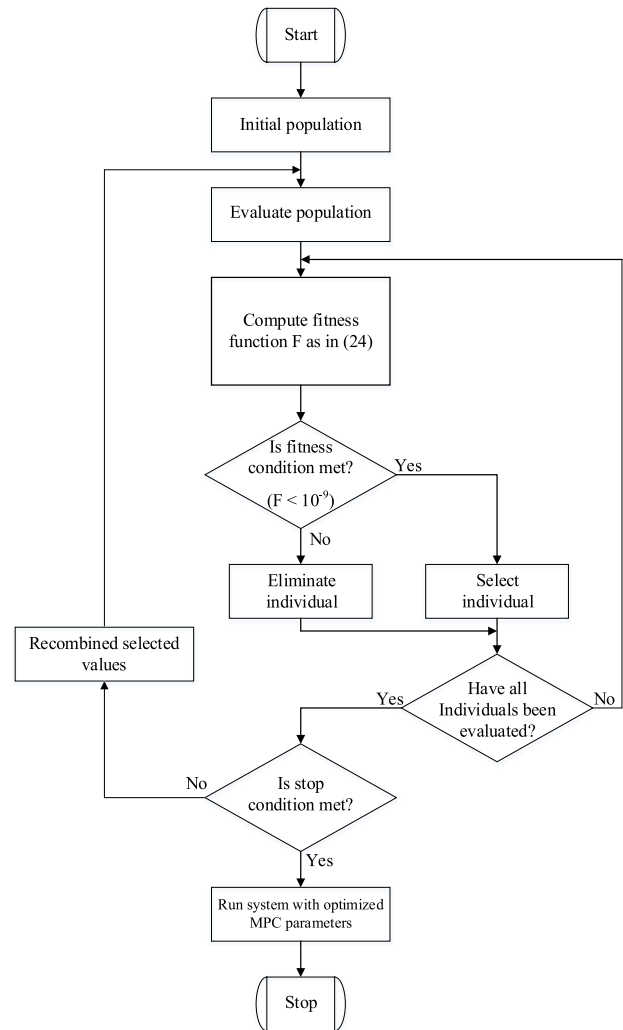 Start
Initial population
Evaluate population
Compute fitness
function F as in (24)
Is fitness
condition met?
(F < 10⁻⁹)
Yes
No
Eliminate
individual
Select
individual
Recombined selected
values
Have all
Individuals been
evaluated?
Yes
No
Is stop
condition met?
No
Yes
Run system with optimized
MPC parameters
Stop